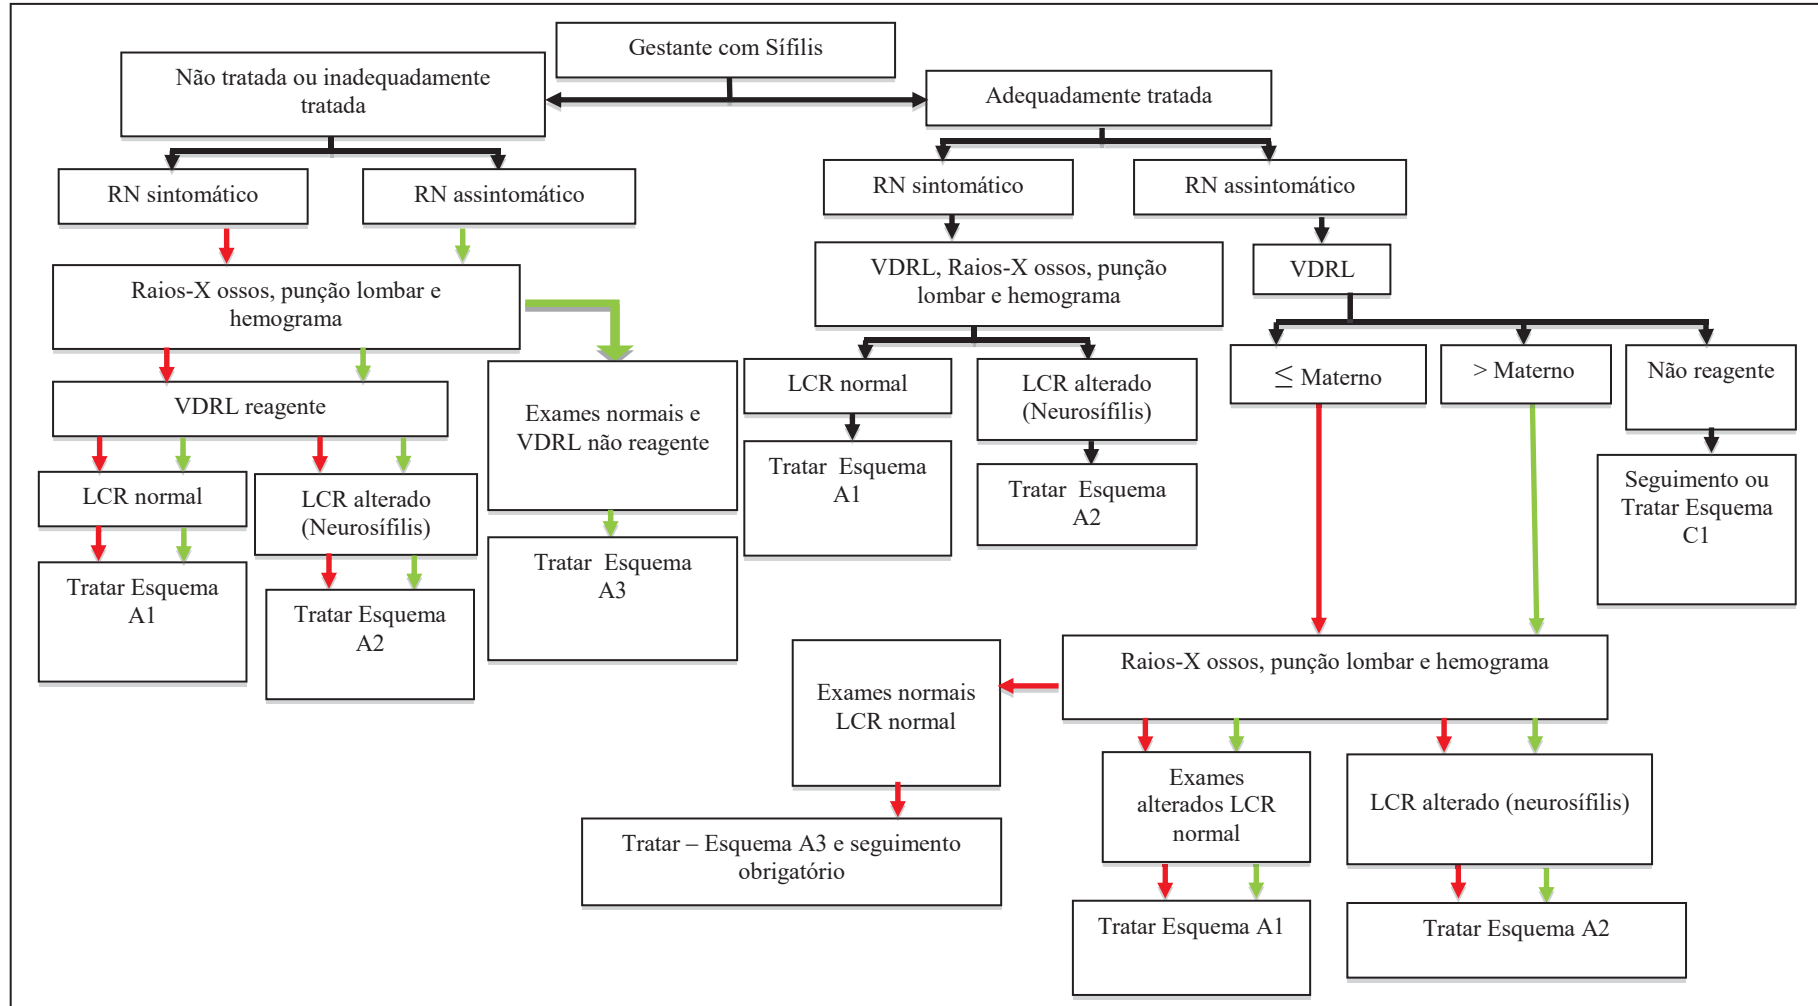 Gestante com Sífilis
Não tratada ou inadequadamente
tratada
Adequadamente tratada
RN sintomático
RN assintomático
RN sintomático
RN assintomático
Raios-X ossos, punção lombar e
hemograma
VDRL, Raios-X ossos, punção
lombar e hemograma
VDRL
VDRL reagente
Exames normais e
VDRL não reagente
LCR normal
LCR alterado
(Neurosífilis)
≤ Materno
> Materno
Não reagente
LCR normal
LCR alterado
(Neurosífilis)
Tratar Esquema
A1
Tratar Esquema
A2
Seguimento ou
Tratar Esquema
C1
Tratar Esquema
A1
Tratar Esquema
A2
Tratar Esquema
A3
Raios-X ossos, punção lombar e hemograma
Exames normais
LCR normal
Exames
alterados LCR
normal
LCR alterado (neurosífilis)
Tratar – Esquema A3 e seguimento
obrigatório
Tratar Esquema A1
Tratar Esquema A2